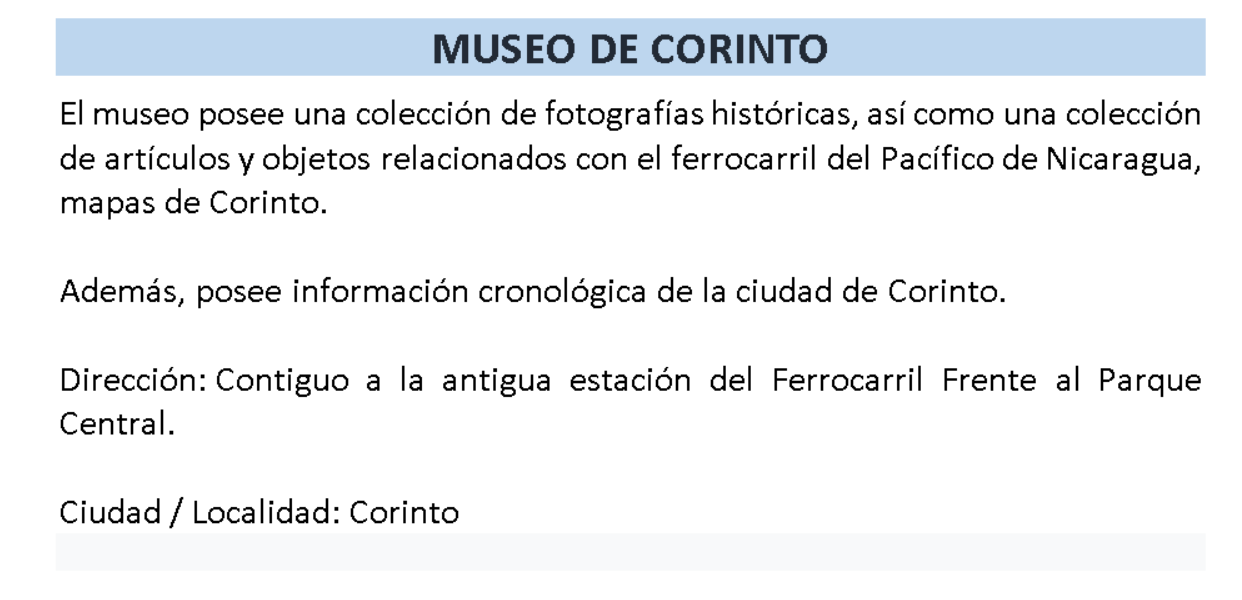 MUSEO DE CORINTO
El museo posee una colección de fotografías históricas, así como una colección
de artículos y objetos relacionados con el ferrocarril del Pacífico de Nicaragua,
mapas de Corinto.
Además, posee información cronológica de la ciudad de Corinto.
Dirección: Contiguo a la antigua estación del Ferrocarril Frente al Parque
Central.
Ciudad / Localidad: Corinto